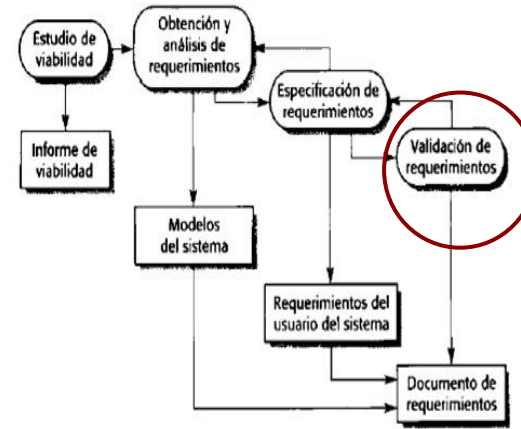 Estudio de
viabilidad
Obtención y
análisis de
requerimientos
Especificación de
requerimientos
Validación de
requerimientos
Informe de
viabilidad
Modelos
del sistema
Requerimientos del
usuario del sistema
Documento de
requerimientos